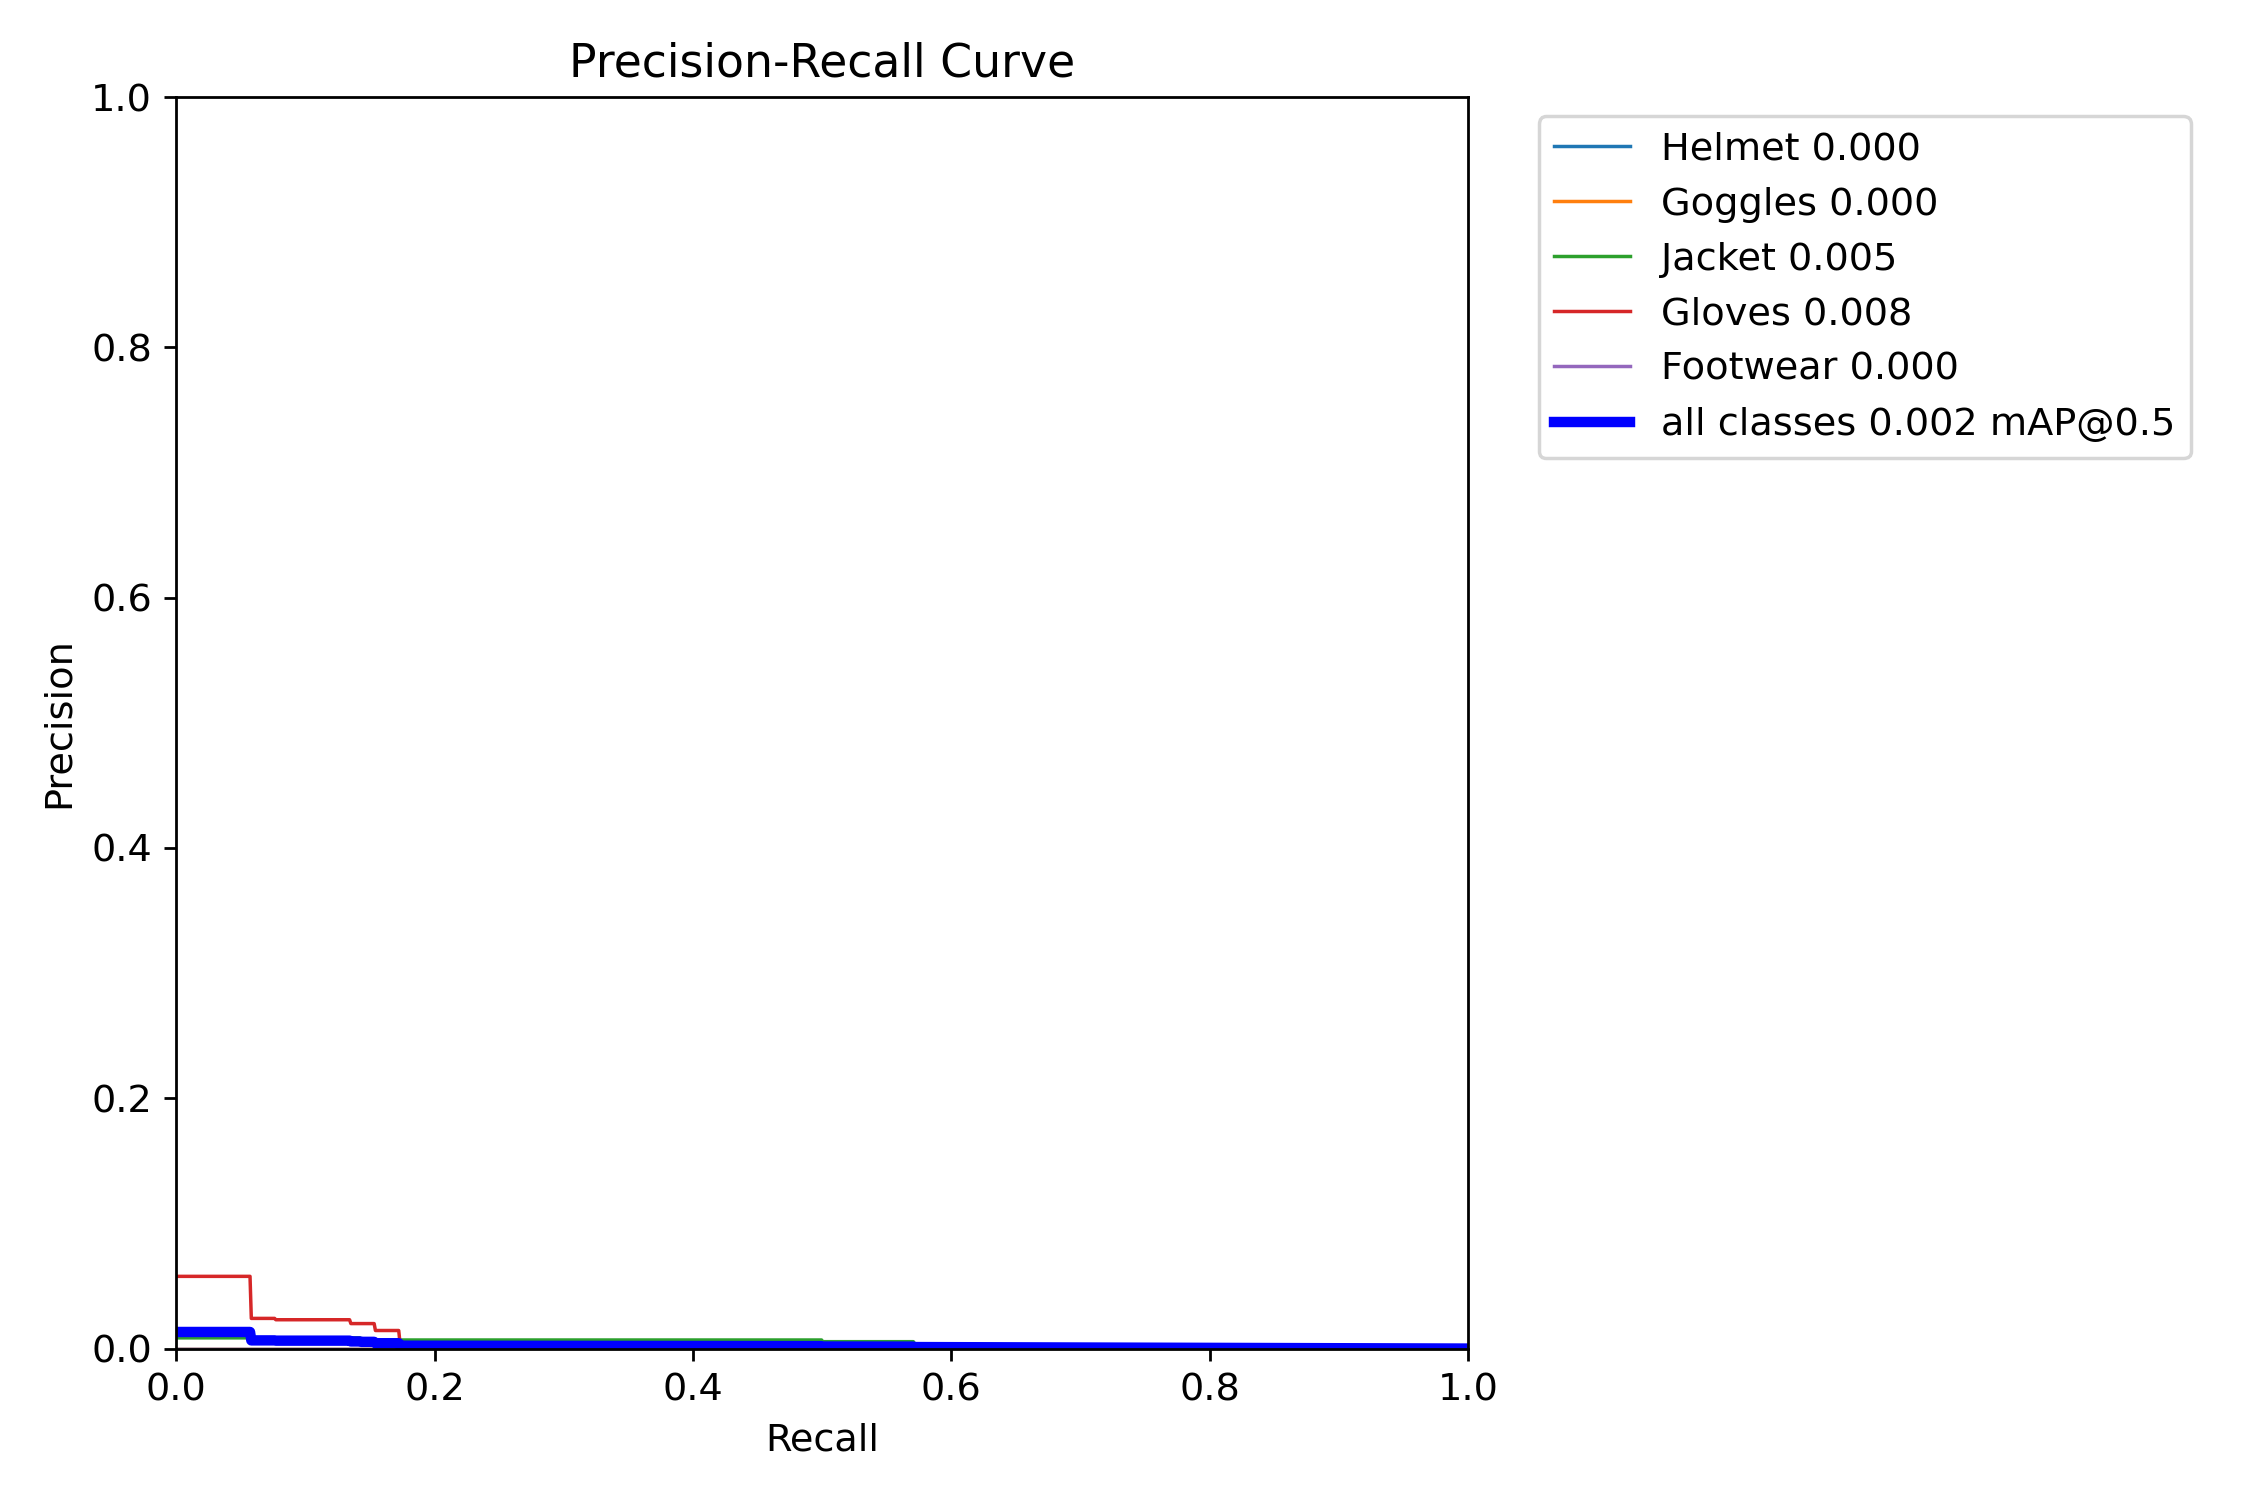 Precision-Recall Curve
1.0
0.8
0.6
0.4
0.2
0.0
Precision
0.0 0.2 0.4 0.6 0.8 1.0
Recall
Helmet 0.000
Goggles 0.000
Jacket 0.005
Gloves 0.008
Footwear 0.000
all classes 0.002 mAP@0.5